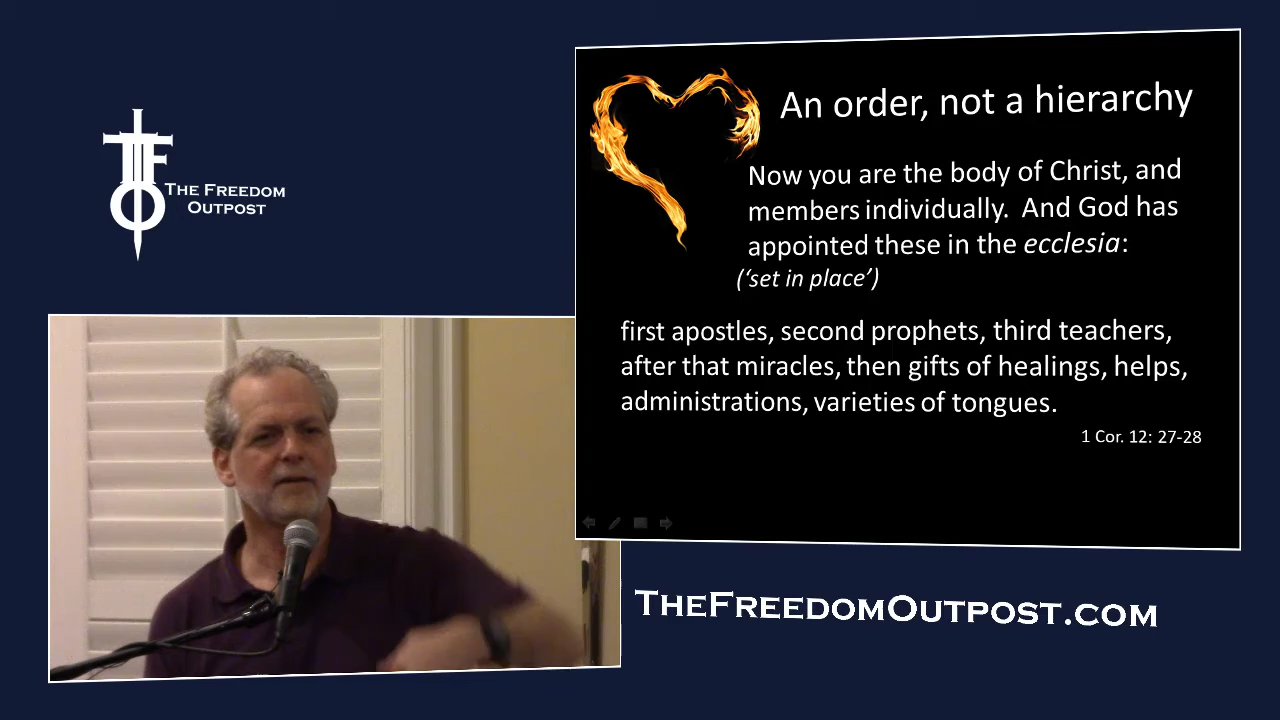 The Freedom
Outpost
An order, not a hierarchy
Now you are the body of Christ, and
members individually. And God has
appointed these in the ecclesia:
(‘set in place’)
first apostles, second prophets, third teachers,
after that miracles, then gifts of healings, helps,
administrations, varieties of tongues.
1 Cor. 12: 27-28
TheFreedomOutpost.com